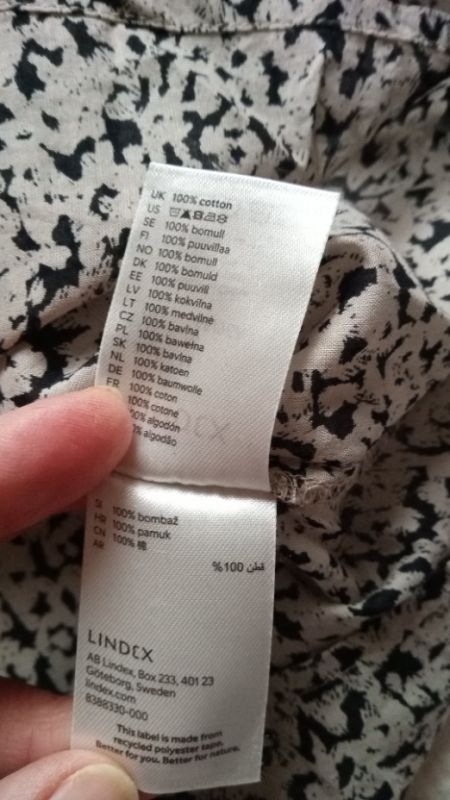 UK 100% cotton
US
SE 100% bomull
FI 100% puuvillaa
NO 100% bomull
DK 100% bomuld
EE 100% puuvill
LV 100% kokvilna
LT 100% medvilnė
CZ 100% bavlna
PL 100% bawełna
SK 100% bavlna
NL 100% katoen
DE 100% baumwolle
FR 100% coton
100% cotone
algodón
algodão
SI 100% bombaž
HR 100% pamuk
CN 100% 棉
AR
قطن 100%
LINDEX
AB Lindex, Box 233, 401 23
Göteborg, Sweden
lindex.com
8388330-000
This label is made from
recycled polyester tape.
Better for you. Better for nature.